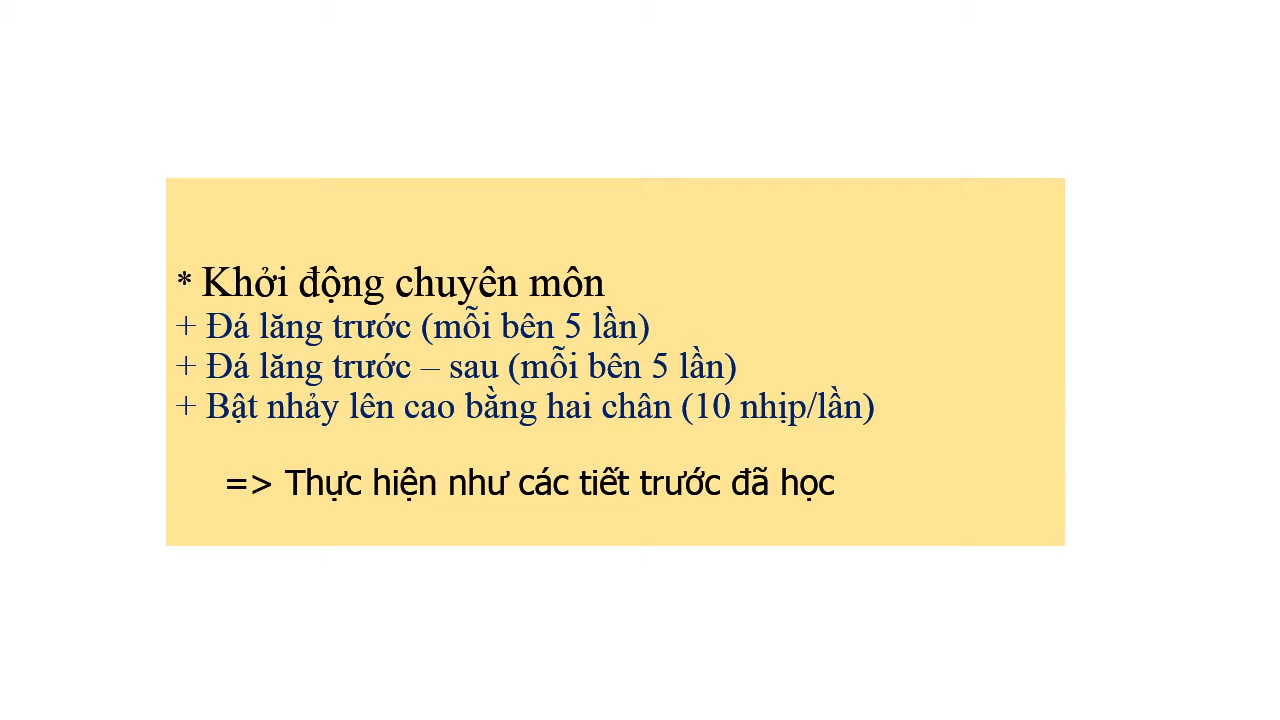 * Khởi động chuyên môn
+ Đá lăng trước (mỗi bên 5 lần)
+ Đá lăng trước – sau (mỗi bên 5 lần)
+ Bật nhảy lên cao bằng hai chân (10 nhịp/lần)
=> Thực hiện như các tiết trước đã học